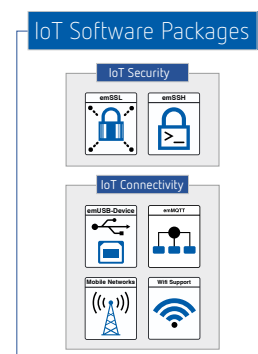 IoT Software Packages
IoT Security
emSSL
emSSH
>_
IoT Connectivity
emUSB-Device
emMQTT
Mobile Networks
Wifi Support